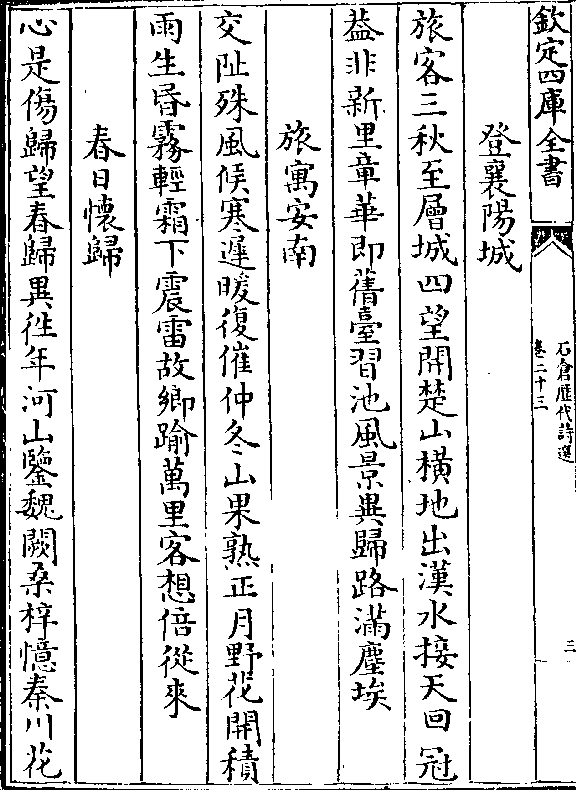 欽定四庫全書
石倉歷代詩選
卷二十三
三
登襄陽城
旅客三秋至層城四望開楚山橫地出漢水接天回冠
葢非新里章華即舊臺習池風景異歸路滿塵埃
旅寓安南
交阯殊風候寒遲暖復催仲冬山果熟正月野花開積
雨生昏霧輕霜下震雷故鄉踰萬里客想倍從來
春日懷歸
心是傷歸望春歸異徃年河山鑒魏闕桑梓憶秦川花